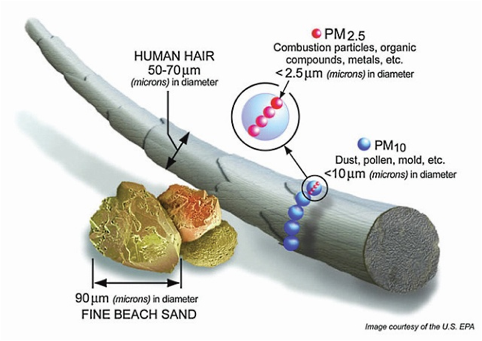 PM2.5
Combustion particles, organic
compounds, metals, etc.
<2.5µm (microns) in diameter
HUMAN HAIR
50-70µm
(microns) in diameter
PM10
Dust, pollen, mold, etc.
<10µm (microns) in diameter
90µm (microns) in diameter
FINE BEACH SAND
Image courtesy of the U.S. EPA